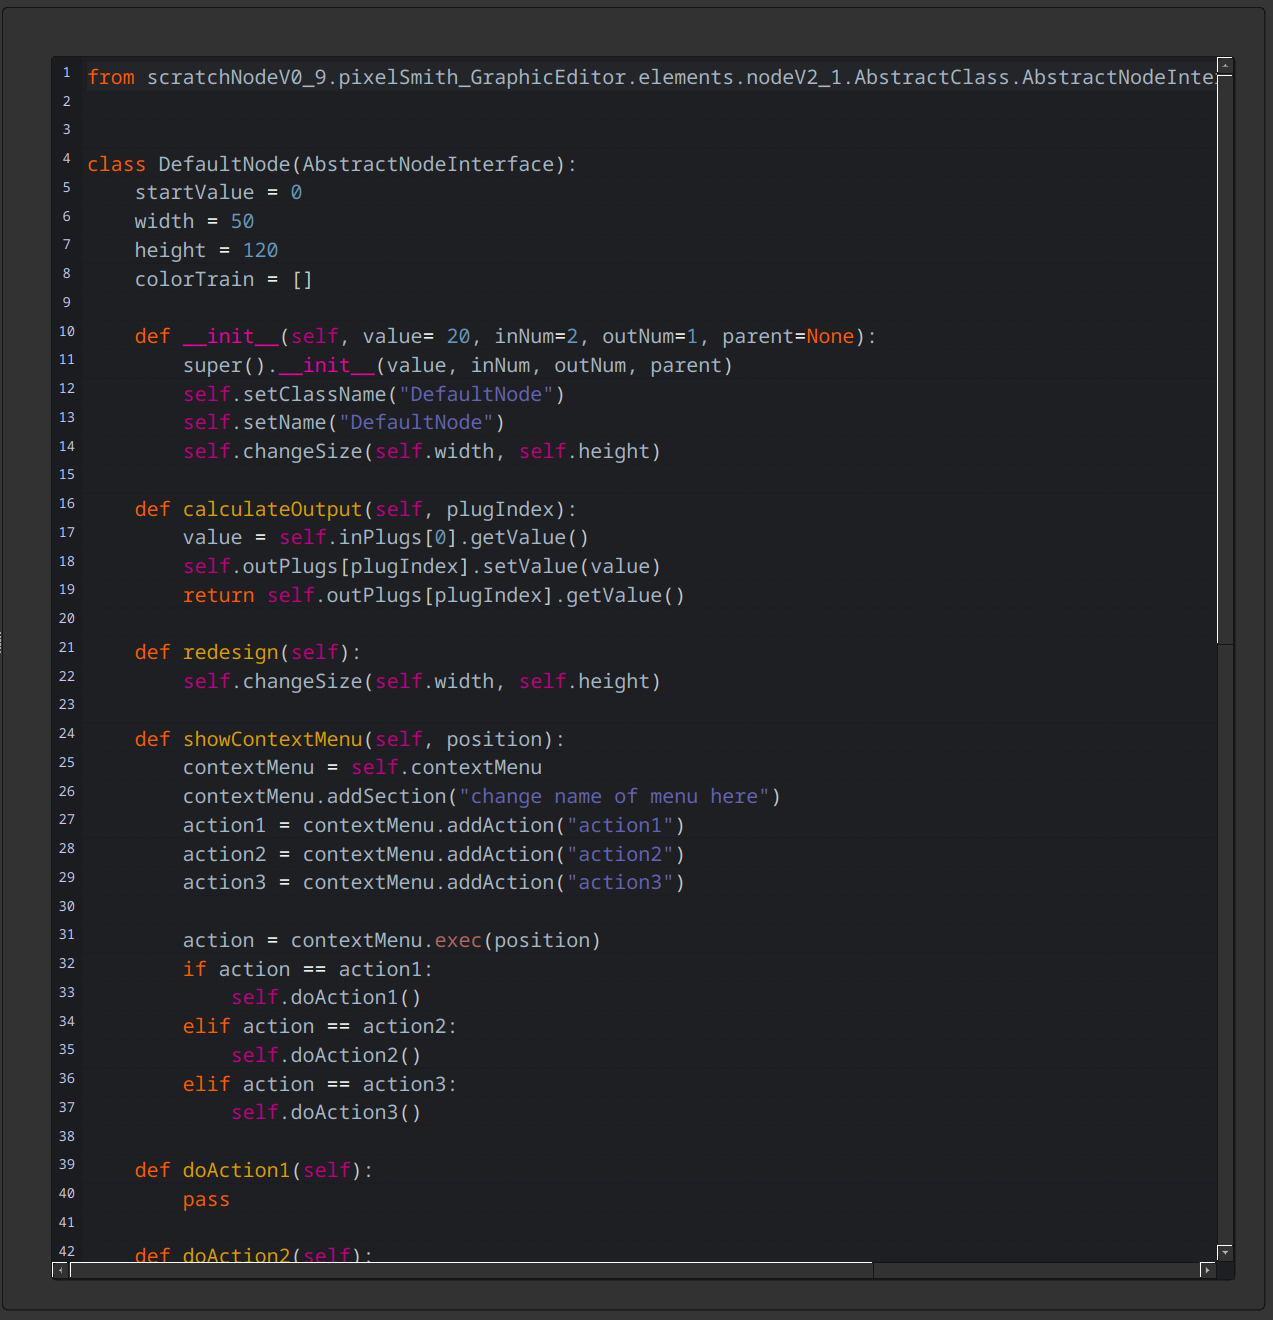 1 from scratchNodeV0_9.pixelSmith_GraphicEditor.elements.nodeV2_1.AbstractClass.AbstractNodeInte
2
3
4 class DefaultNode(AbstractNodeInterface):
5     startValue = 0
6     width = 50
7     height = 120
8     colorTrain = []
9
10     def __init__(self, value= 20, inNum=2, outNum=1, parent=None):
11         super().__init__(value, inNum, outNum, parent)
12         self.setClassName("DefaultNode")
13         self.setName("DefaultNode")
14         self.changeSize(self.width, self.height)
15
16     def calculateOutput(self, plugIndex):
17         value = self.inPlugs[0].getValue()
18         self.outPlugs[plugIndex].setValue(value)
19         return self.outPlugs[plugIndex].getValue()
20
21     def redesign(self):
22         self.changeSize(self.width, self.height)
23
24     def showContextMenu(self, position):
25         contextMenu = self.contextMenu
26         contextMenu.addSection("change name of menu here")
27         action1 = contextMenu.addAction("action1")
28         action2 = contextMenu.addAction("action2")
29         action3 = contextMenu.addAction("action3")
30
31         action = contextMenu.exec(position)
32         if action == action1:
33             self.doAction1()
34         elif action == action2:
35             self.doAction2()
36         elif action == action3:
37             self.doAction3()
38
39     def doAction1(self):
40         pass
41
42     def doAction2(self):